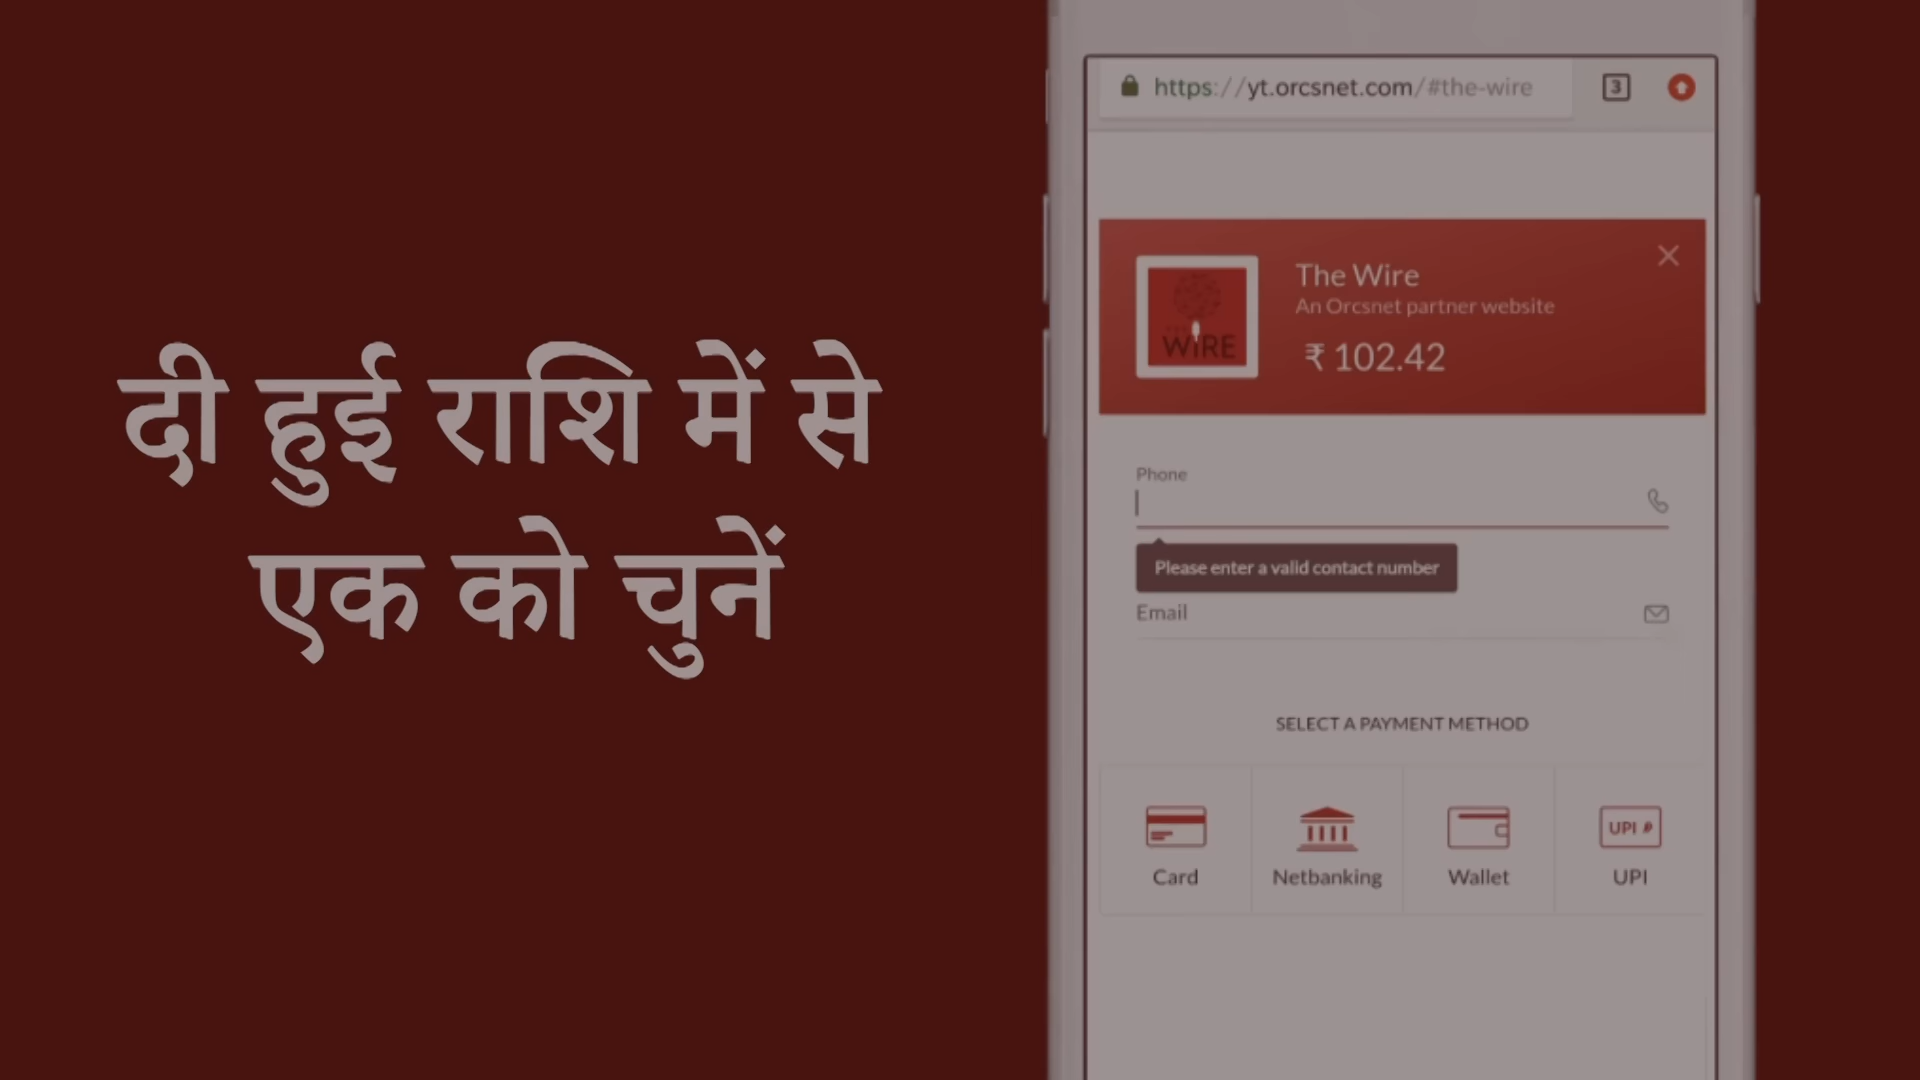 दी हुई राशि में से
एक को चुनें
https://yt.orcsnet.com/#the-wire
3
The Wire
An Orcsnet partner website
₹ 102.42
WIRE
Phone
Please enter a valid contact number
Email
SELECT A PAYMENT METHOD
Card
Netbanking
Wallet
UPI
UPI